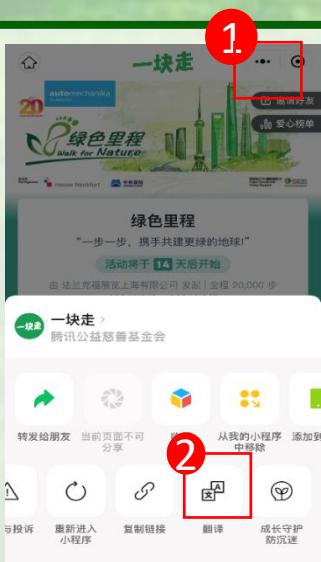 1
一块走
automechanika
SHANGHAI
邀请好友
20
爱心榜单
绿色里程
Walk for Nature
messe frankfurt
绿色里程
“一步一步，携手共建更绿的地球!”
活动将于 14 天后开始
由 法兰克福展览上海有限公司 发起 | 全程 20,000 步
一块走
一块走 >
腾讯公益慈善基金会
转发给朋友
当前页面不可
分享
从我的小程序
中移除
添加到
2
与投诉
重新进入
小程序
复制链接
翻译
成长守护
防沉迷